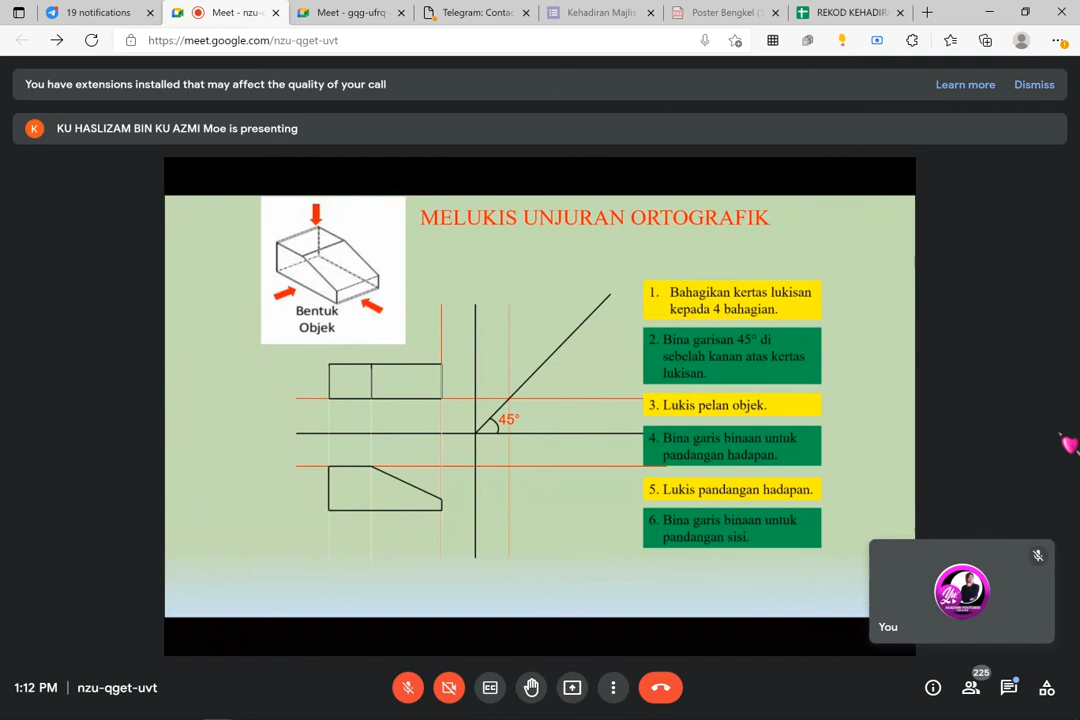 19 notifications
Meet - nzu-
Meet - gqg-ufrq-
Telegram: Contac
Kehadiran Majlis
Poster Bengkel (1
REKOD KEHADIRA
https://meet.google.com/nzu-qget-uvt
You have extensions installed that may affect the quality of your call
Learn more
Dismiss
K
KU HASLIZAM BIN KU AZMI Moe is presenting
MELUKIS UNJURAN ORTOGRAFIK
Bentuk
Objek
45°
1. Bahagikan kertas lukisan
kepada 4 bahagian.
2. Bina garisan 45° di
sebelah kanan atas kertas
lukisan.
3. Lukis pelan objek.
4. Bina garis binaan untuk
pandangan hadapan.
5. Lukis pandangan hadapan.
6. Bina garis binaan untuk
pandangan sisi.
You
1:12 PM | nzu-qget-uvt
225